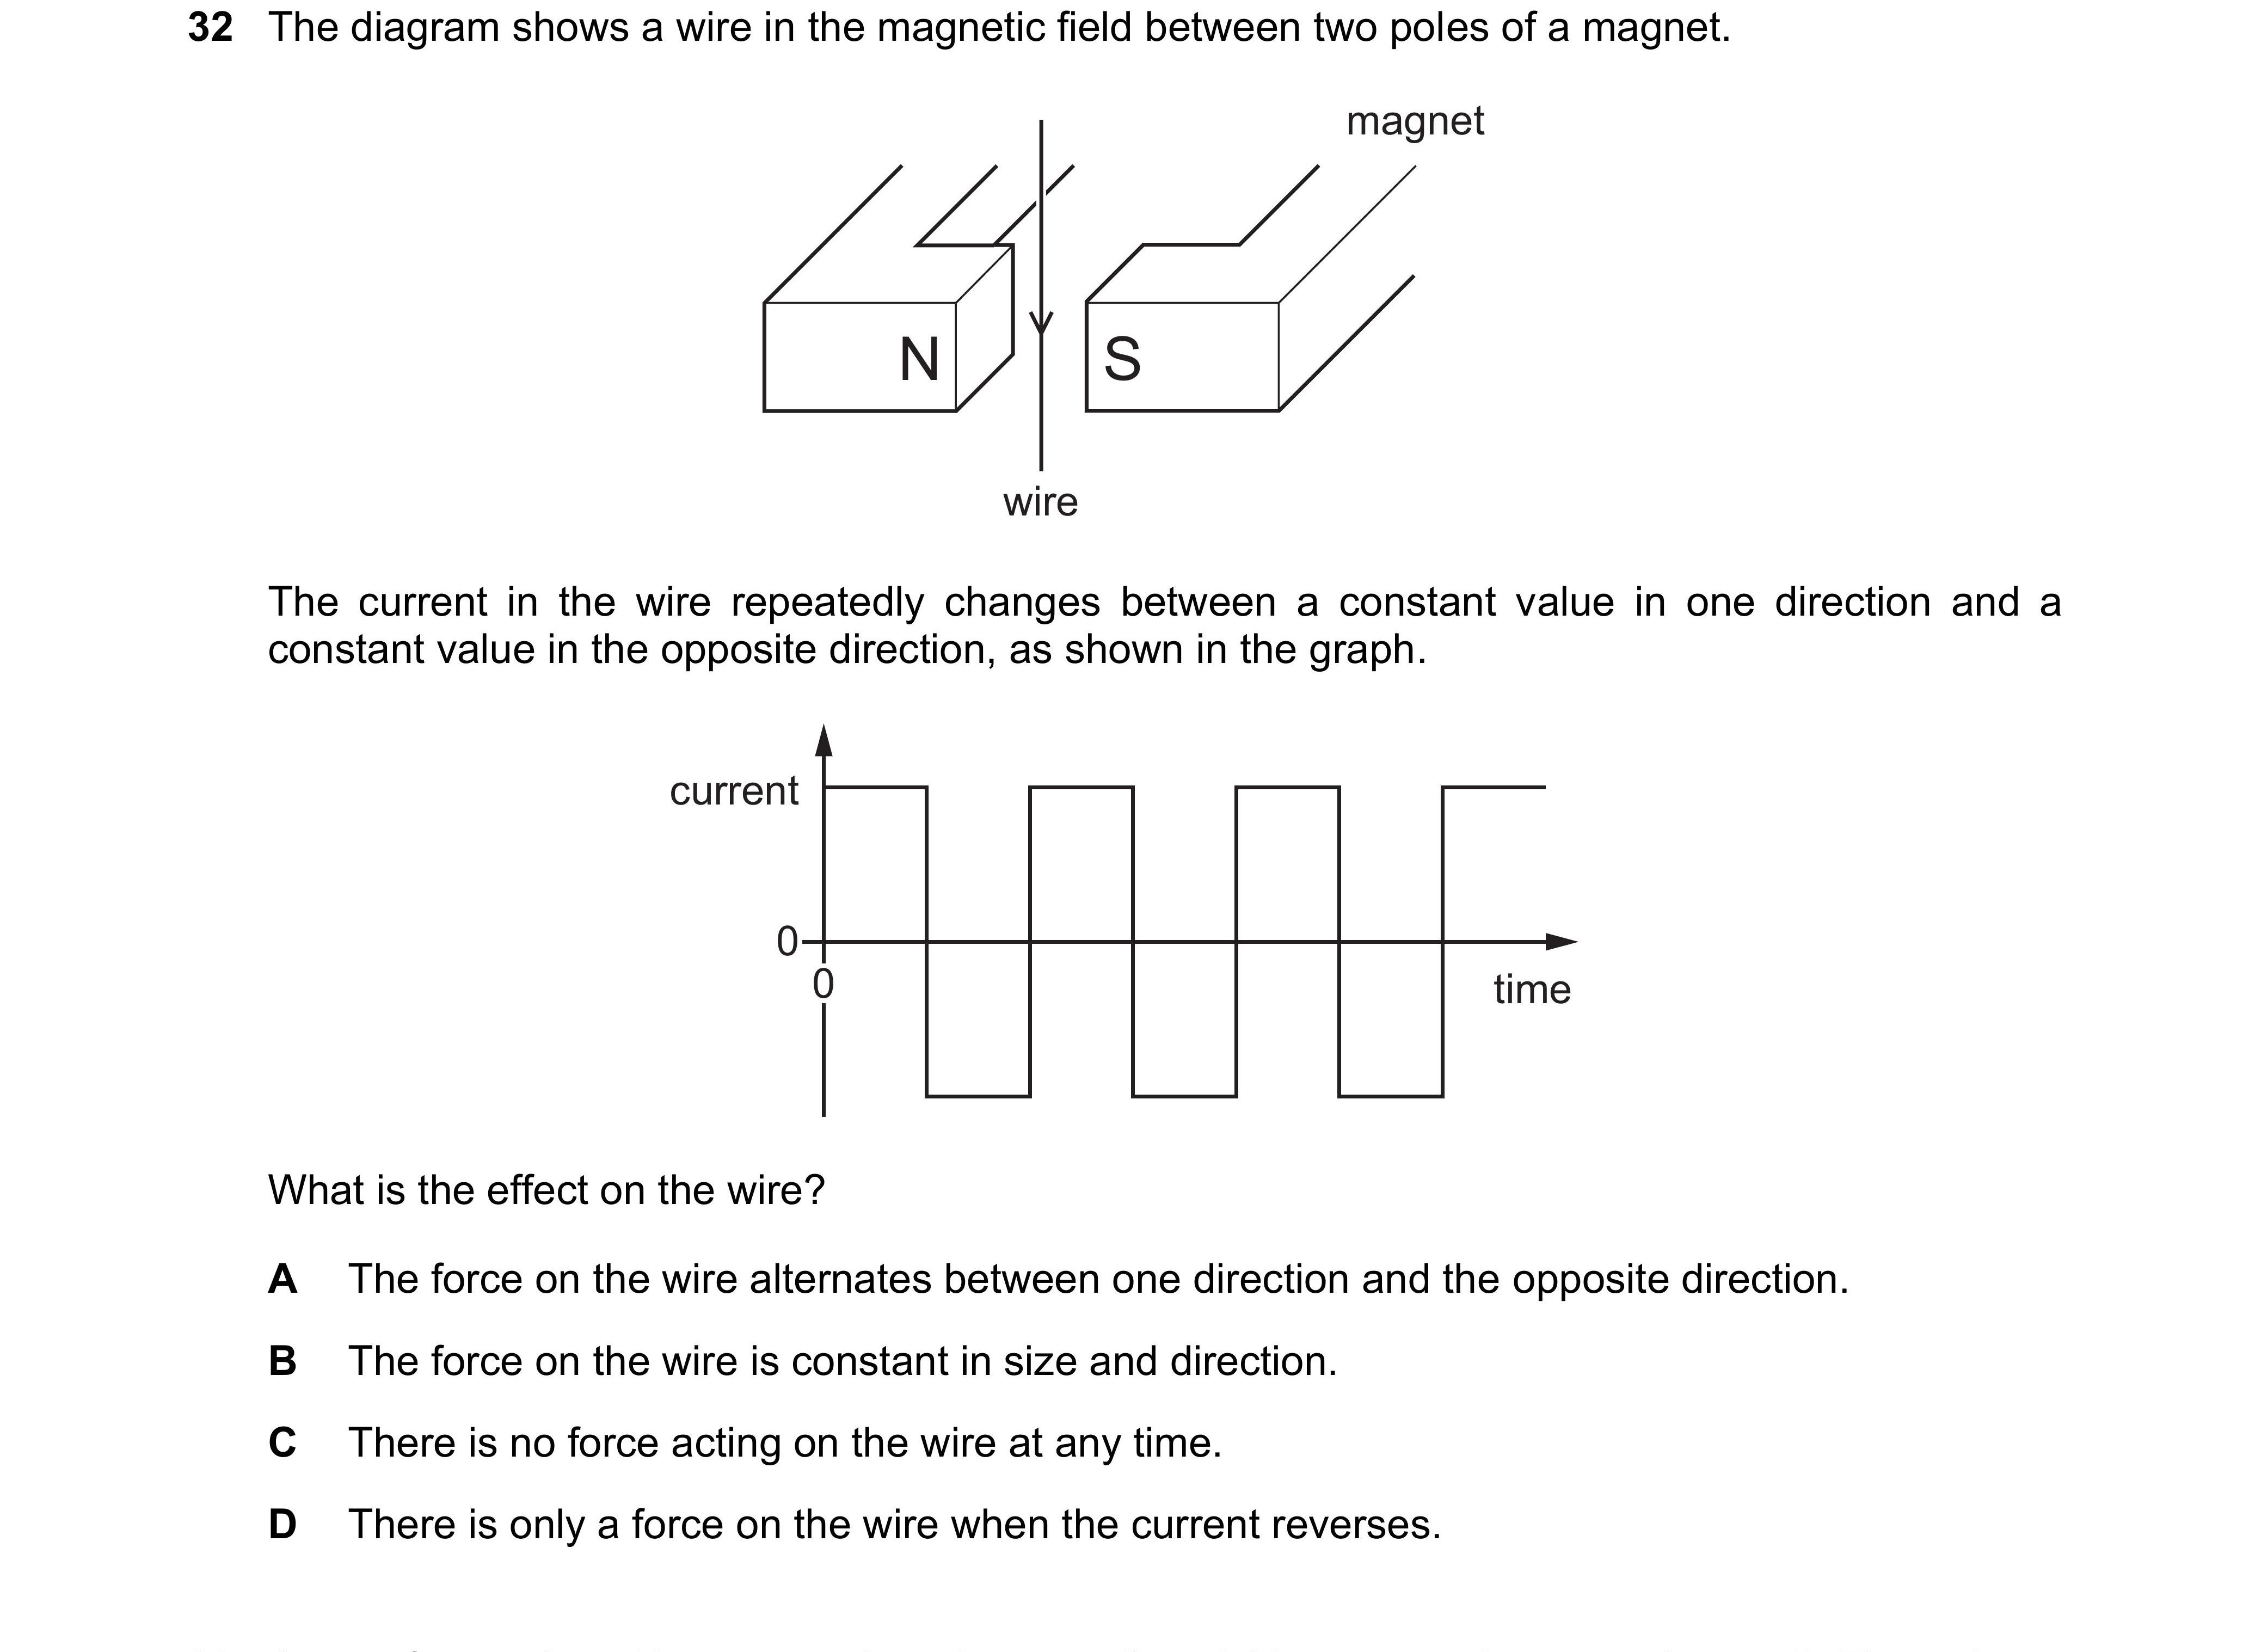 32 The diagram shows a wire in the magnetic field between two poles of a magnet.
magnet
N
S
wire
The current in the wire repeatedly changes between a constant value in one direction and a
constant value in the opposite direction, as shown in the graph.
current
0
0
time
What is the effect on the wire?
A The force on the wire alternates between one direction and the opposite direction.
B The force on the wire is constant in size and direction.
C There is no force acting on the wire at any time.
D There is only a force on the wire when the current reverses.